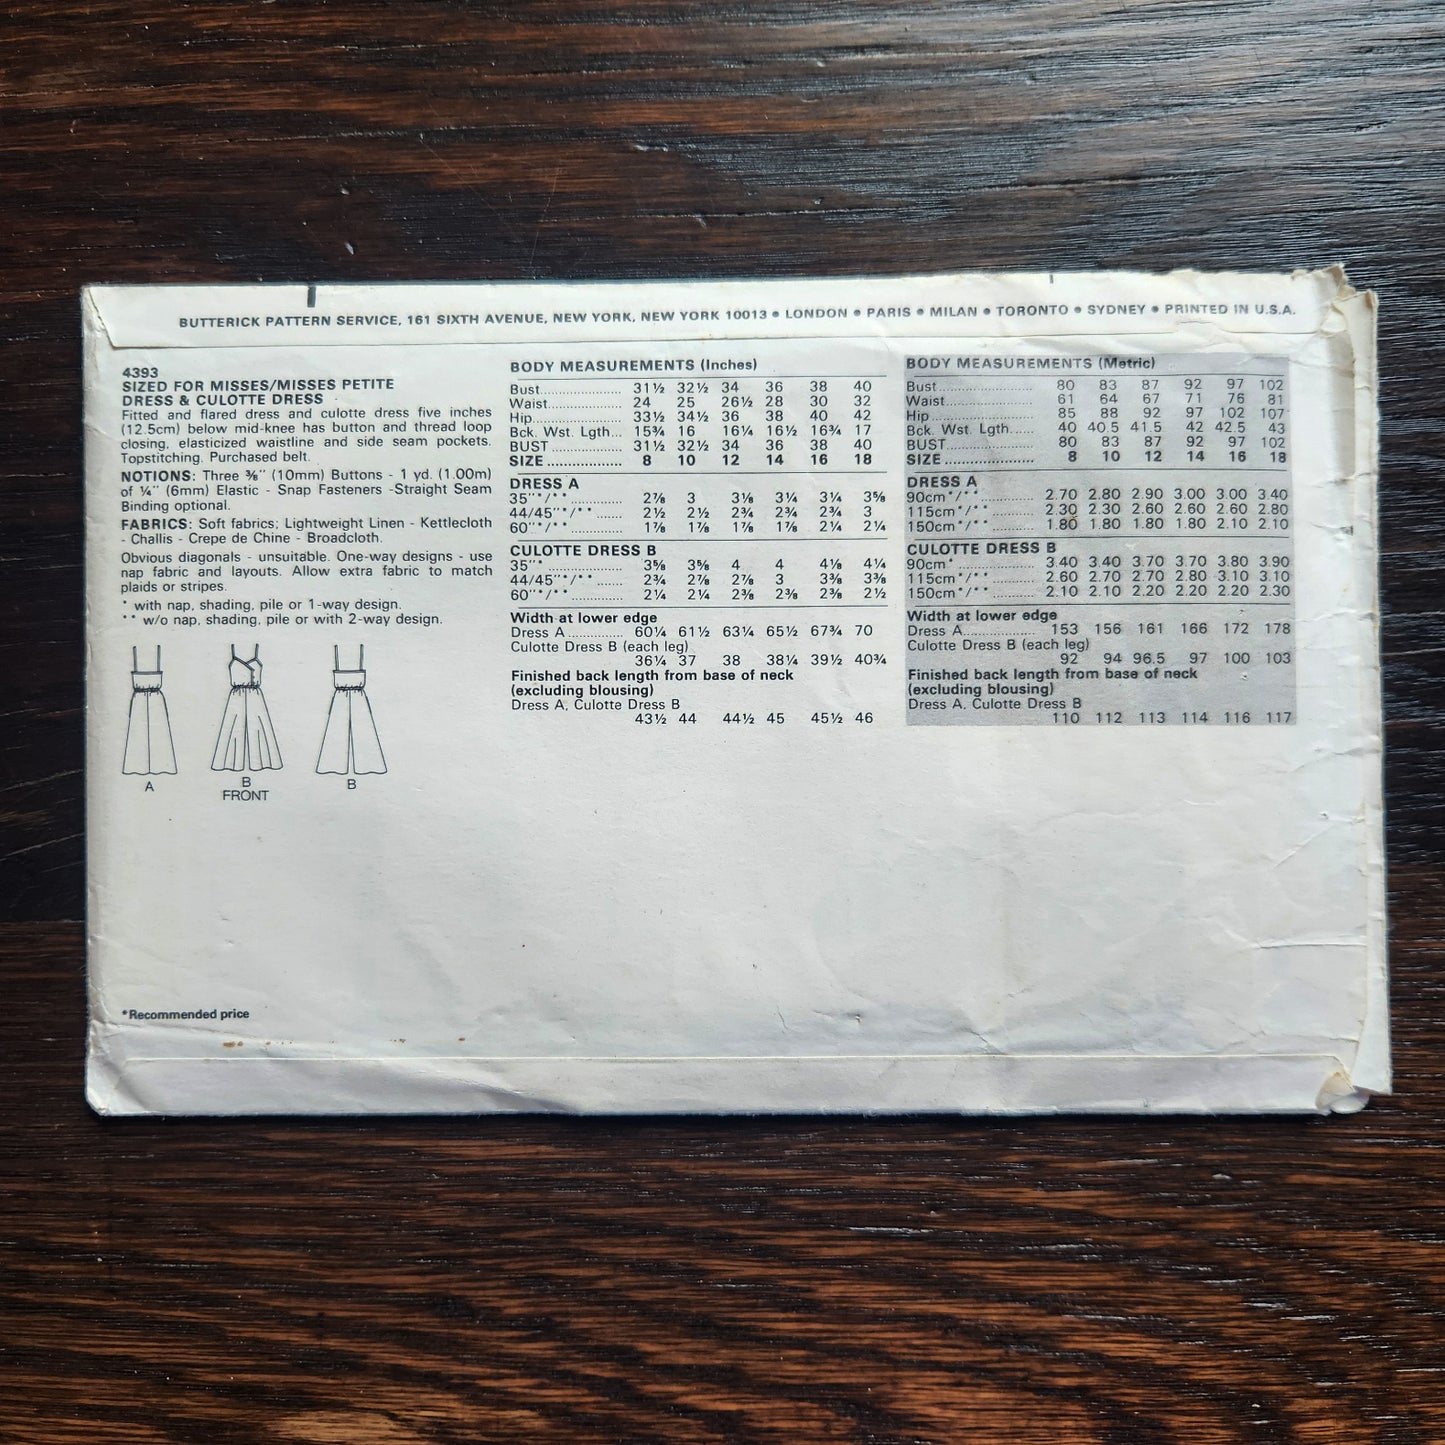 BUTTERICK PATTERN SERVICE, 161 SIXTH AVENUE, NEW YORK, NEW YORK 10013 • LONDON • PARIS • MILAN • TORONTO • SYDNEY • PRINTED IN U.S.A.
4393
SIZED FOR MISSES/MISSES PETITE
DRESS & CULOTTE DRESS
Fitted and flared dress and culotte dress five inches
(12.5cm) below mid-knee has button and thread loop
closing, elasticized waistline and side seam pockets.
Topstitching. Purchased belt.
NOTIONS: Three ⅜" (10mm) Buttons - 1 yd. (1.00m)
of ¼" (6mm) Elastic - Snap Fasteners -Straight Seam
Binding optional.
FABRICS: Soft fabrics; Lightweight Linen - Kettlecloth
- Challis - Crepe de Chine - Broadcloth.
Obvious diagonals - unsuitable. One-way designs - use
nap fabric and layouts. Allow extra fabric to match
plaids or stripes.
* with nap, shading, pile or 1-way design.
** w/o nap, shading, pile or with 2-way design.
A
B
FRONT
B
*Recommended price
BODY MEASUREMENTS (Inches)
Bust 31½ 32½ 34 36 38 40
Waist 24 25 26½ 28 30 32
Hip 33½ 34½ 36 38 40 42
Bck. Wst. Lgth... 15¾ 16 16¼ 16½ 16¾ 17
BUST 31½ 32½ 34 36 38 40
SIZE 8 10 12 14 16 18
DRESS A
35"*/** 2⅞ 3 3⅛ 3¼ 3¼ 3⅝
44/45"*/** 2½ 2½ 2¾ 2¾ 2¾ 3
60"*/** 1⅞ 1⅞ 1⅞ 1⅞ 2¼ 2¼
CULOTTE DRESS B
35"* 3⅝ 3⅝ 4 4 4⅛ 4¼
44/45"*/** 2¾ 2⅞ 2⅞ 3 3⅜ 3⅜
60"*/** 2¼ 2¼ 2⅜ 2⅜ 2⅜ 2½
Width at lower edge
Dress A 60¼ 61½ 63¼ 65½ 67¾ 70
Culotte Dress B (each leg)
36¼ 37 38 38¼ 39½ 40¾
Finished back length from base of neck
(excluding blousing)
Dress A, Culotte Dress B
43½ 44 44½ 45 45½ 46
BODY MEASUREMENTS (Metric)
Bust 80 83 87 92 97 102
Waist 61 64 67 71 76 81
Hip 85 88 92 97 102 107
Bck. Wst. Lgth 40 40.5 41.5 42 42.5 43
BUST 80 83 87 92 97 102
SIZE 8 10 12 14 16 18
DRESS A
90cm*/** 2.70 2.80 2.90 3.00 3.00 3.40
115cm*/** 2.30 2.30 2.60 2.60 2.60 2.80
150cm*/** 1.80 1.80 1.80 1.80 2.10 2.10
CULOTTE DRESS B
90cm* 3.40 3.40 3.70 3.70 3.80 3.90
115cm*/** 2.60 2.70 2.70 2.80 3.10 3.10
150cm*/** 2.10 2.10 2.20 2.20 2.20 2.30
Width at lower edge
Dress A 153 156 161 166 172 178
Culotte Dress B (each leg)
92 94 96.5 97 100 103
Finished back length from base of neck
(excluding blousing)
Dress A, Culotte Dress B
110 112 113 114 116 117